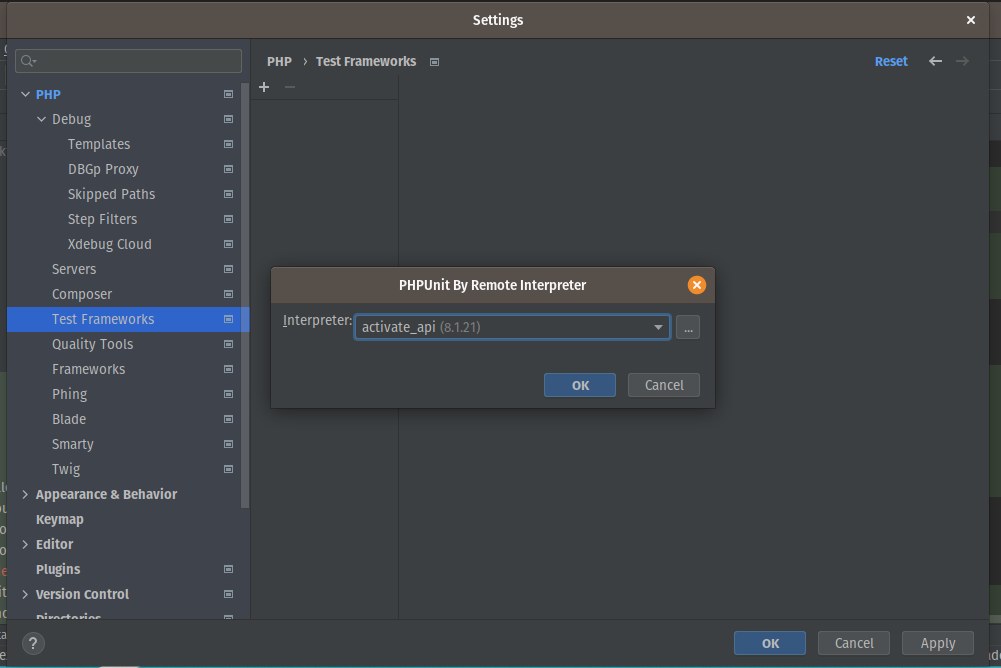 Settings
PHP › Test Frameworks
Reset
PHP
Debug
Templates
DBGp Proxy
Skipped Paths
Step Filters
Xdebug Cloud
Servers
Composer
Test Frameworks
Quality Tools
Frameworks
Phing
Blade
Smarty
Twig
Appearance & Behavior
Keymap
Editor
Plugins
Version Control
Directories
PHPUnit By Remote Interpreter
Interpreter: activate_api (8.1.21)
...
OK Cancel
?
OK Cancel Apply